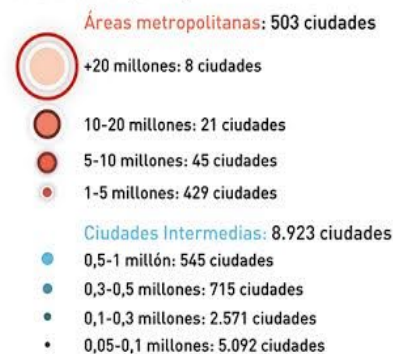 Áreas metropolitanas: 503 ciudades
+20 millones: 8 ciudades
10-20 millones: 21 ciudades
5-10 millones: 45 ciudades
1-5 millones: 429 ciudades
Ciudades Intermedias: 8.923 ciudades
0,5-1 millón: 545 ciudades
0,3-0,5 millones: 715 ciudades
0,1-0,3 millones: 2.571 ciudades
0,05-0,1 millones: 5.092 ciudades